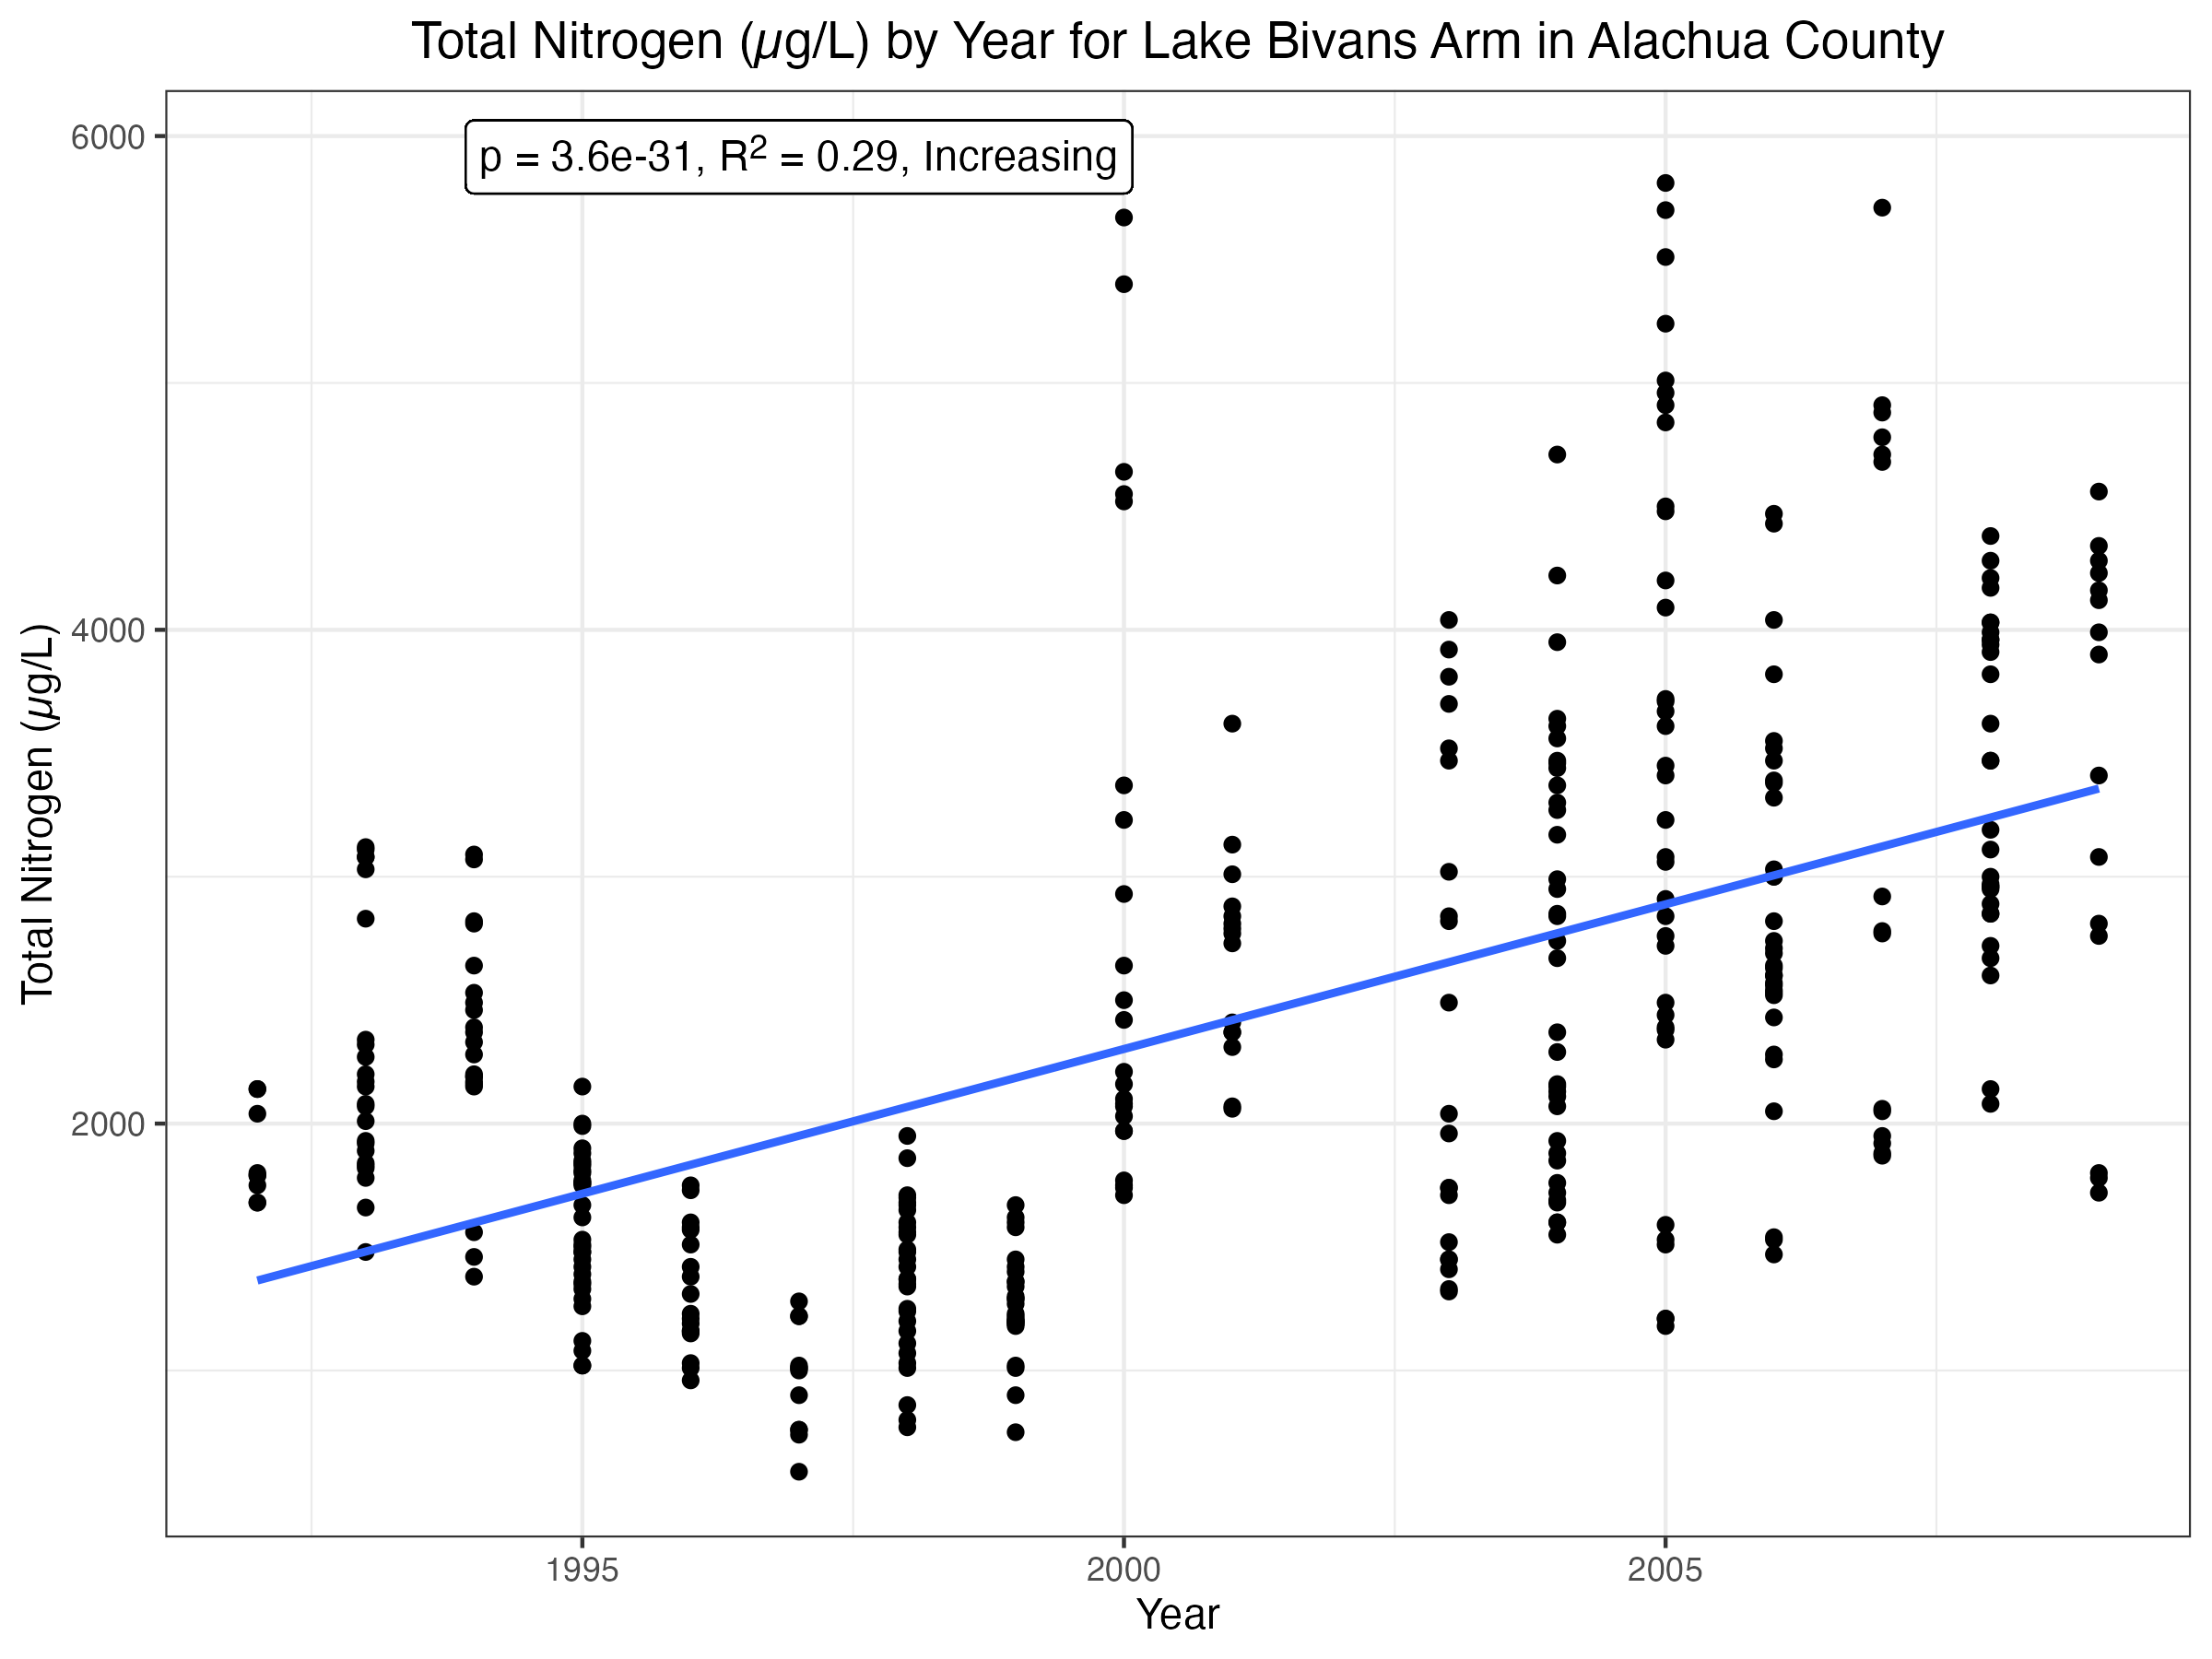 Total Nitrogen (µg/L) by Year for Lake Bivans Arm in Alachua County
p = 3.6e-31, R² = 0.29, Increasing
6000
4000
2000
Total Nitrogen (µg/L)
1995 2000 2005
Year